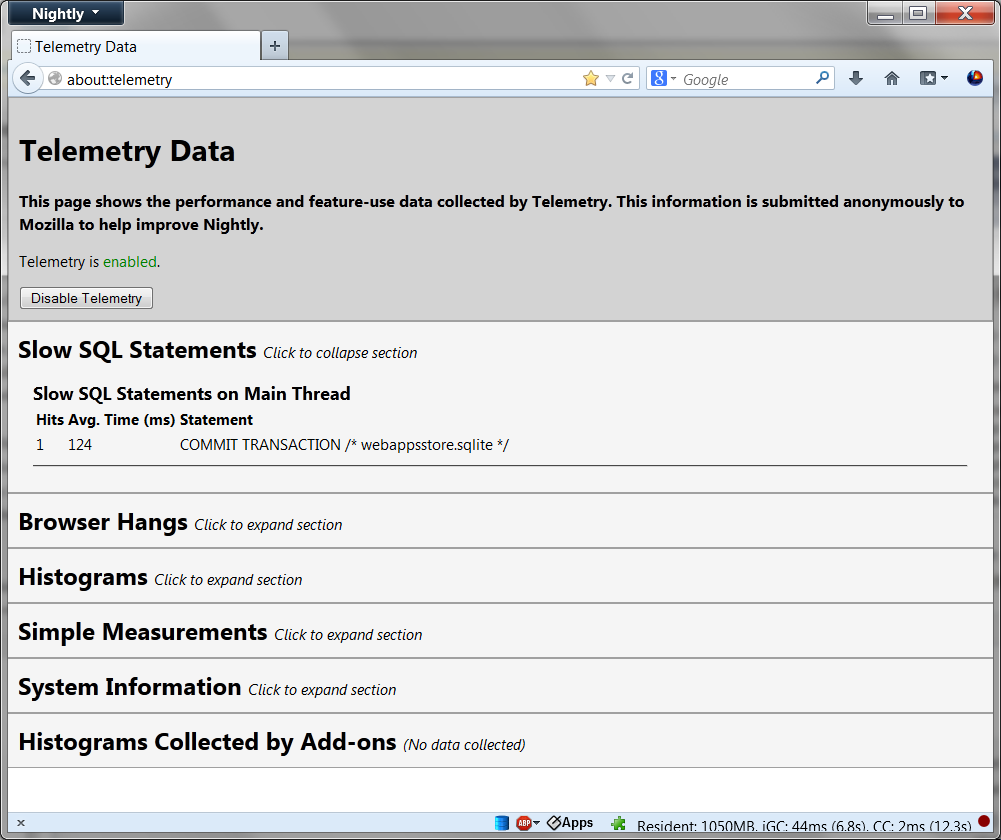 Nightly
Telemetry Data
about:telemetry
8 Google
Telemetry Data
This page shows the performance and feature-use data collected by Telemetry. This information is submitted anonymously to
Mozilla to help improve Nightly.
Telemetry is enabled.
Disable Telemetry
Slow SQL Statements Click to collapse section
Slow SQL Statements on Main Thread
Hits Avg. Time (ms) Statement
1 124 COMMIT TRANSACTION /* webappsstore.sqlite */
Browser Hangs Click to expand section
Histograms Click to expand section
Simple Measurements Click to expand section
System Information Click to expand section
Histograms Collected by Add-ons (No data collected)
x ABP Apps Resident: 1050MB, iGC: 44ms (6.8s), CC: 2ms (12.3s)